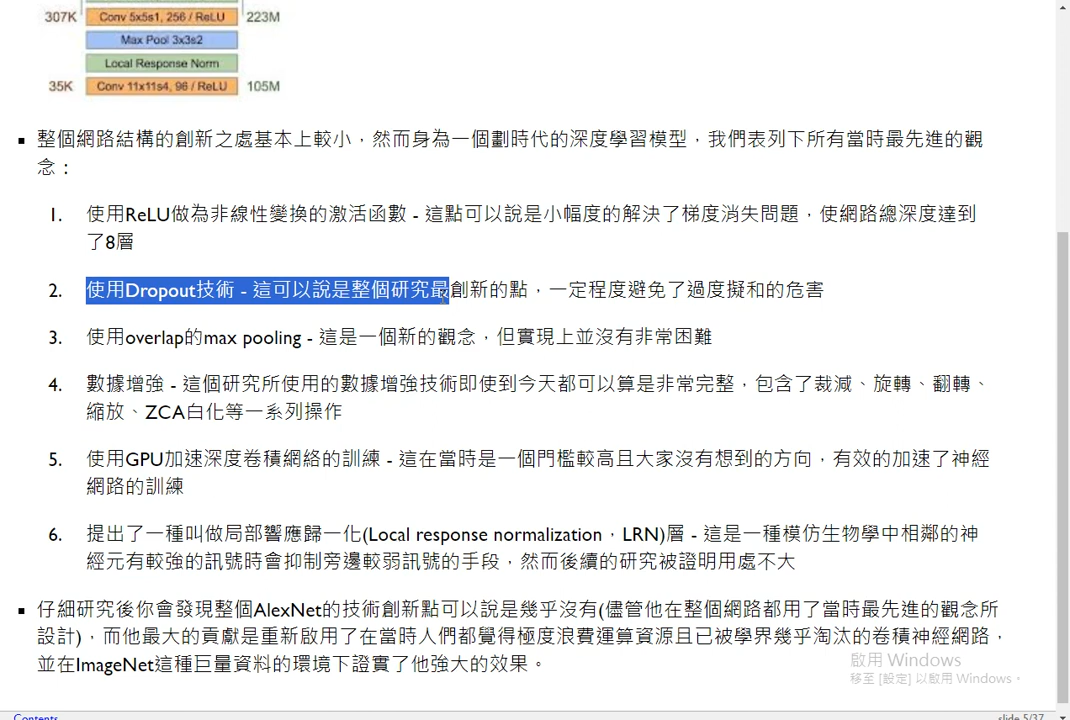 307K Conv 5x5s1, 256 / ReLU 223M
Max Pool 3x3s2
Local Response Norm
35K Conv 11x11s4, 96 / ReLU 105M
▪ 整個網路結構的創新之處基本上較小，然而身為一個劃時代的深度學習模型，我們表列下所有當時最先進的觀
念：
1. 使用ReLU做為非線性變換的激活函數 - 這點可以說是小幅度的解決了梯度消失問題，使網路總深度達到
了8層
2. 使用Dropout技術 - 這可以說是整個研究最創新的點，一定程度避免了過度擬和的危害
3. 使用overlap的max pooling - 這是一個新的觀念，但實現上並沒有非常困難
4. 數據增強 - 這個研究所使用的數據增強技術即使到今天都可以算是非常完整，包含了裁減、旋轉、翻轉、
縮放、ZCA白化等一系列操作
5. 使用GPU加速深度卷積網絡的訓練 - 這在當時是一個門檻較高且大家沒有想到的方向，有效的加速了神經
網路的訓練
6. 提出了一種叫做局部響應歸一化(Local response normalization，LRN)層 - 這是一種模仿生物學中相鄰的神
經元有較強的訊號時會抑制旁邊較弱訊號的手段，然而後續的研究被證明用處不大
▪ 仔細研究後你會發現整個AlexNet的技術創新點可以說是幾乎沒有(儘管他在整個網路都用了當時最先進的觀念所
設計)，而他最大的貢獻是重新啟用了在當時人們都覺得極度浪費運算資源且已被學界幾乎淘汰的卷積神經網路，
並在ImageNet這種巨量資料的環境下證實了他強大的效果。
啟用 Windows
移至 [設定] 以啟用 Windows。
Contents
slide 5/37